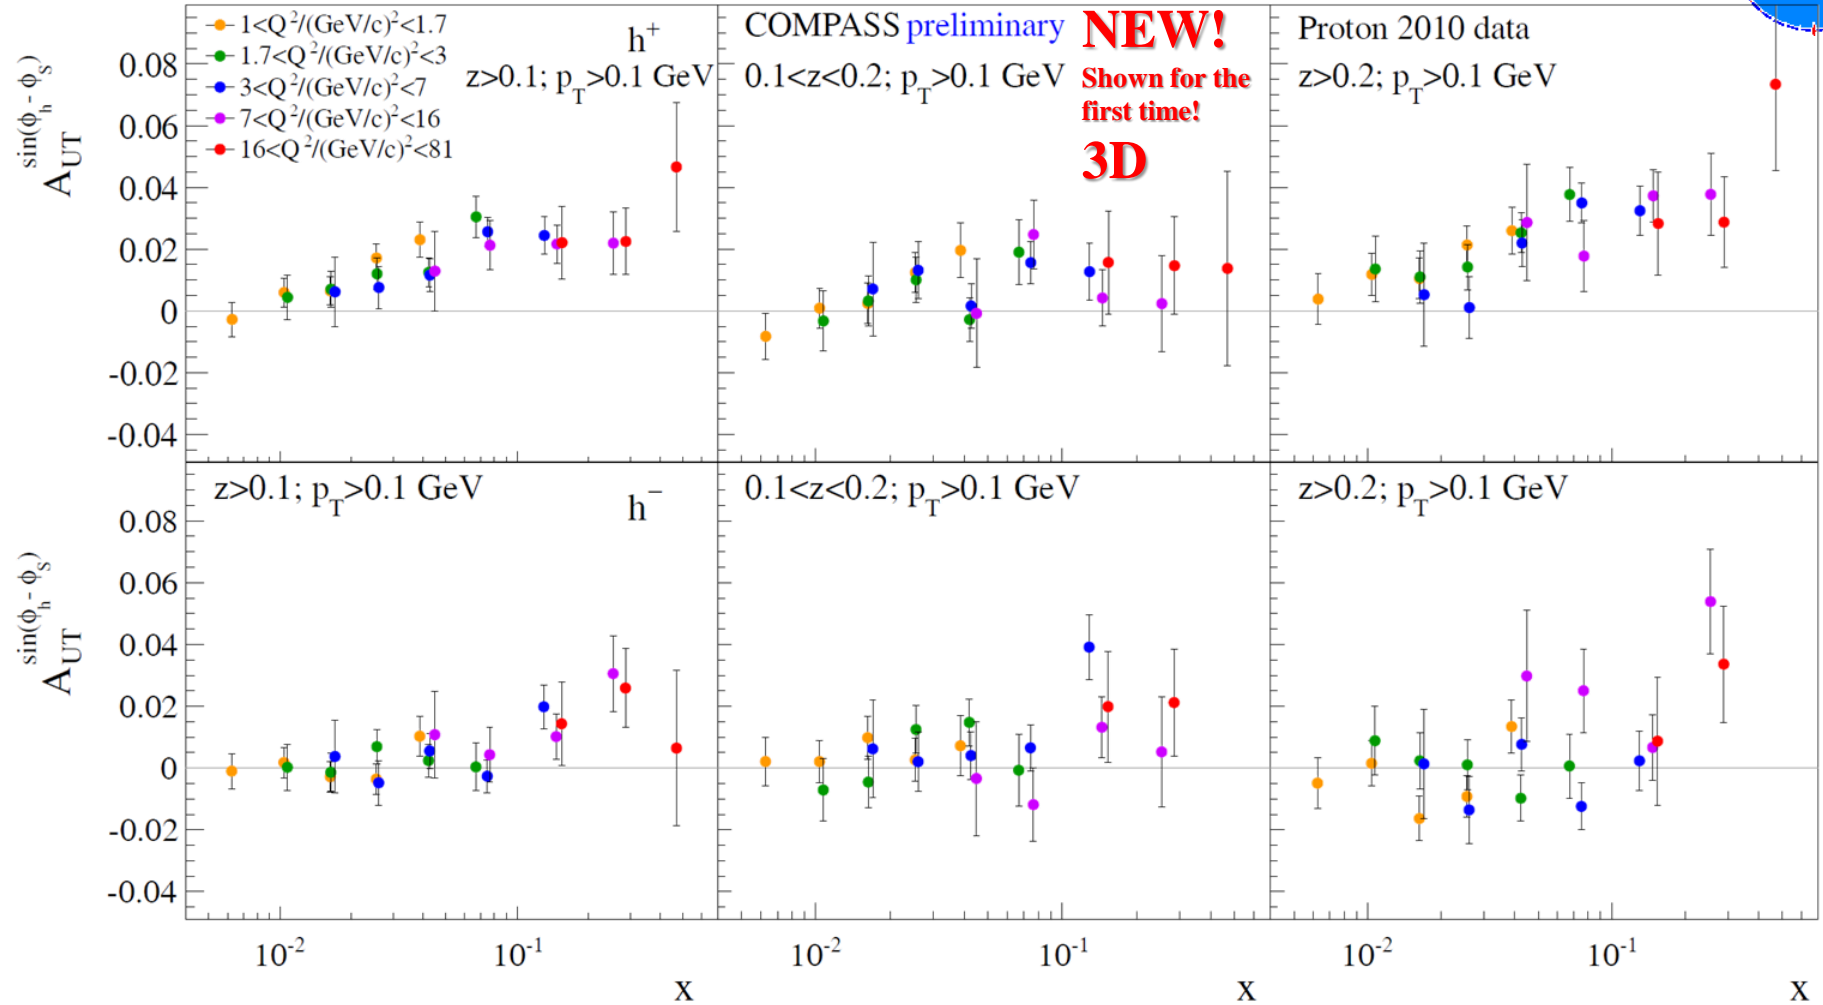 1<Q²/(GeV/c)²<1.7
1.7<Q²/(GeV/c)²<3
3<Q²/(GeV/c)²<7
7<Q²/(GeV/c)²<16
16<Q²/(GeV/c)²<81
h⁺
z>0.1; p_T>0.1 GeV
COMPASS preliminary
0.1<z<0.2; p_T>0.1 GeV
NEW!
Shown for the
first time!
3D
Proton 2010 data
z>0.2; p_T>0.1 GeV
A_UT^sin(ϕ_h - ϕ_S)
0.08
0.06
0.04
0.02
0
-0.02
-0.04
z>0.1; p_T>0.1 GeV
h⁻
0.1<z<0.2; p_T>0.1 GeV
z>0.2; p_T>0.1 GeV
A_UT^sin(ϕ_h - ϕ_S)
0.08
0.06
0.04
0.02
0
-0.02
-0.04
10⁻² 10⁻¹ 10⁻² 10⁻¹ 10⁻² 10⁻¹
x x x